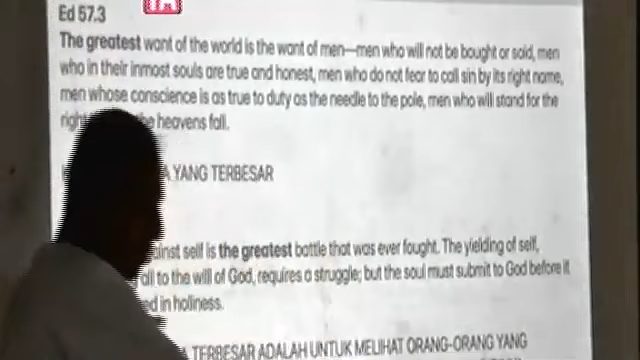 Ed 57.3
The greatest want of the world is the want of men—men who will not be bought or sold, men
who in their inmost souls are true and honest, men who do not fear to call sin by its right name,
men whose conscience is as true to duty as the needle to the pole, men who will stand for the
heavens fall.
YANG TERBESAR
self is the greatest battle that was ever fought. The yielding of self,
to the will of God, requires a struggle; but the soul must submit to God before it
in holiness.
TERBESAR ADALAH UNTUK MELIHAT ORANG-ORANG YANG